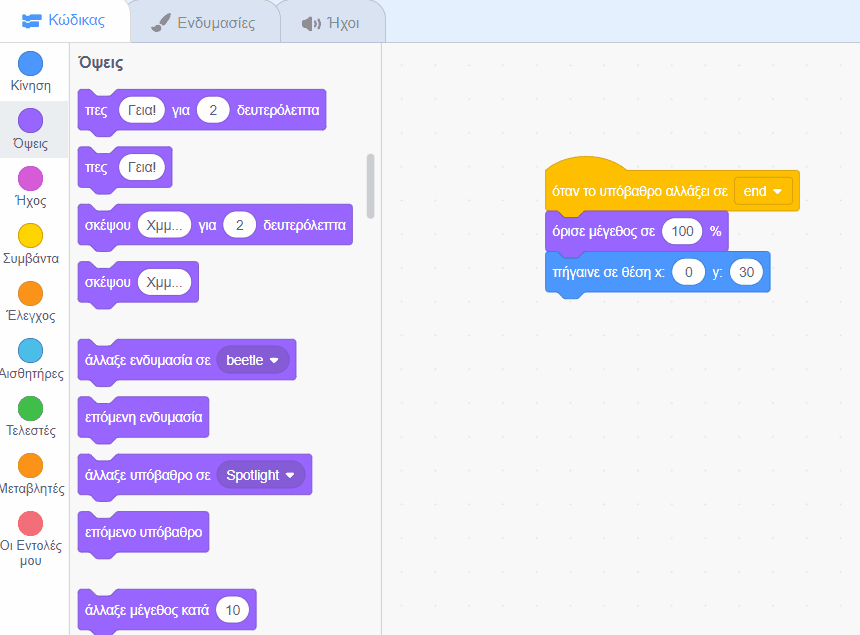 Κώδικας
Ενδυμασίες
Ήχοι
Κίνηση
Όψεις
Ήχος
Συμβάντα
Έλεγχος
Αισθητήρες
Τελεστές
Μεταβλητές
Οι Εντολές
μου
Όψεις
πες Γεια! για 2 δευτερόλεπτα
πες Γεια!
σκέψου Χμμ... για 2 δευτερόλεπτα
σκέψου Χμμ...
άλλαξε ενδυμασία σε beetle
επόμενη ενδυμασία
άλλαξε υπόβαθρο σε Spotlight
επόμενο υπόβαθρο
άλλαξε μέγεθος κατά 10
όταν το υπόβαθρο αλλάξει σε end
όρισε μέγεθος σε 100 %
πήγαινε σε θέση x: 0 y: 30